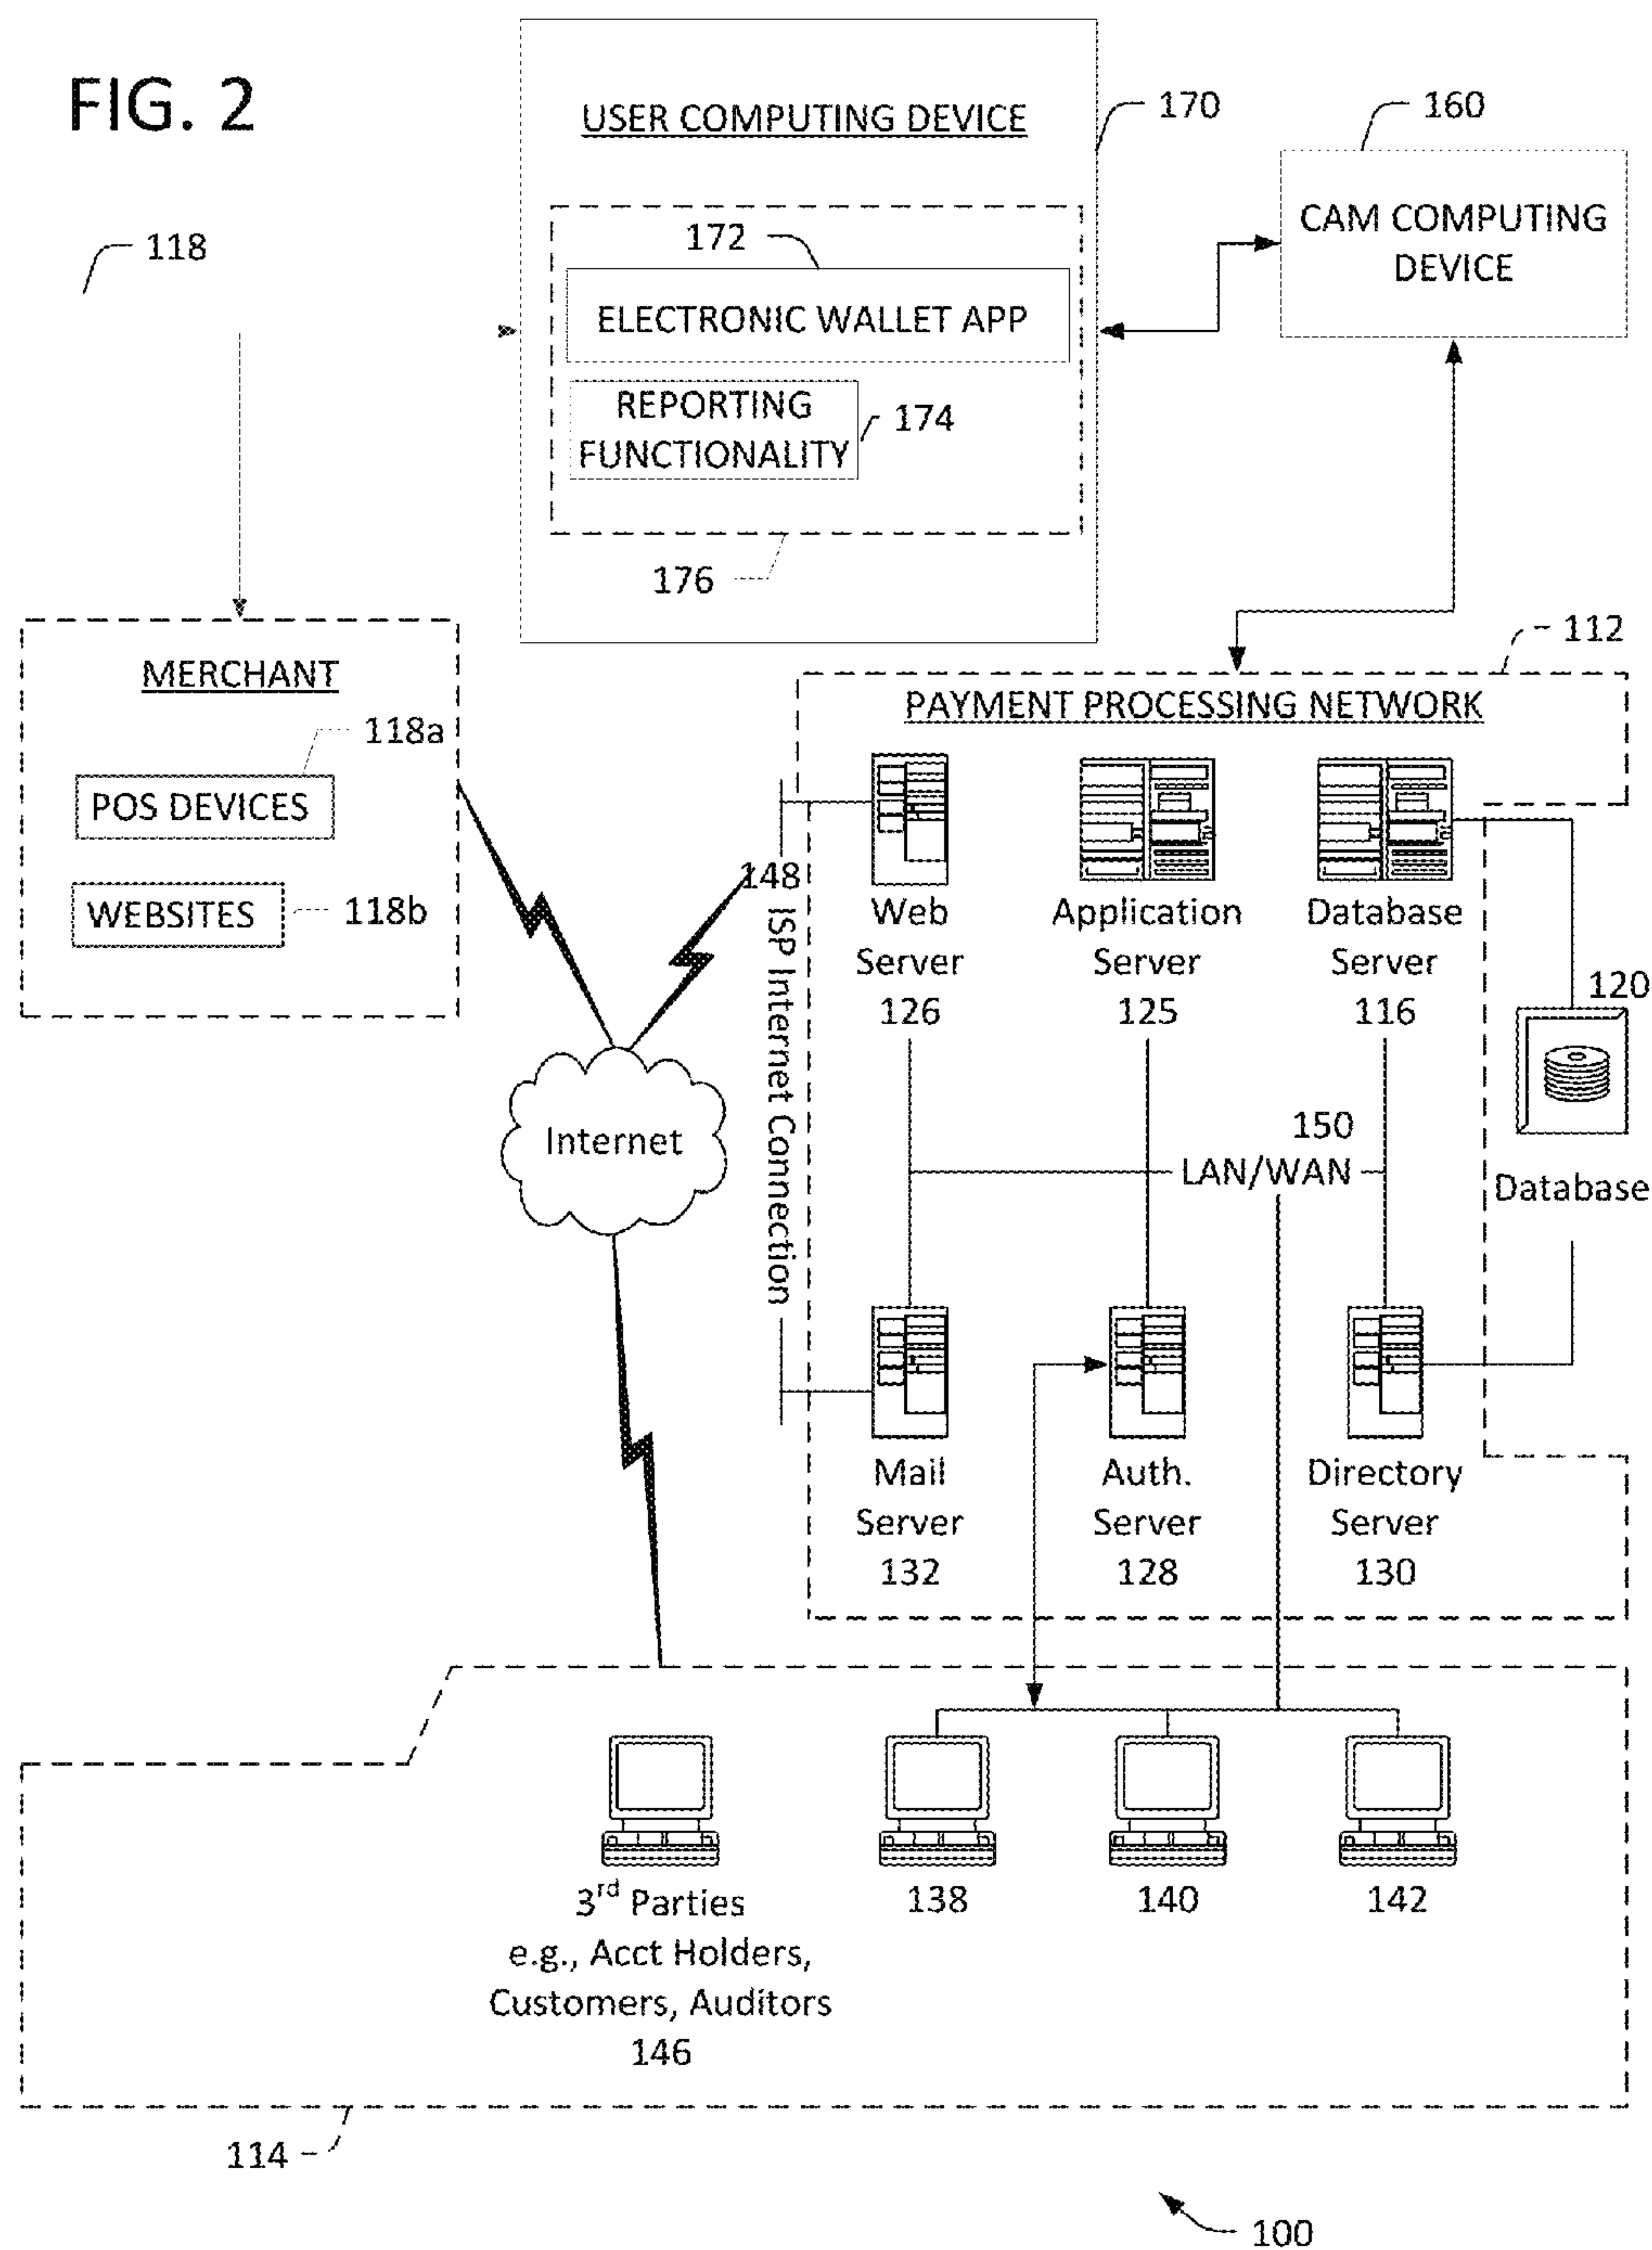 FIG. 2
USER COMPUTING DEVICE
170
160
CAM COMPUTING
DEVICE
118
172
ELECTRONIC WALLET APP
REPORTING
FUNCTIONALITY
174
176
112
MERCHANT
118a
POS DEVICES
WEBSITES
118b
PAYMENT PROCESSING NETWORK
148
ISP Internet Connection
Web
Server
126
Application
Server
125
Database
Server
116
120
Database
Internet
150
LAN/WAN
Mail
Server
132
Auth.
Server
128
Directory
Server
130
3rd Parties
e.g., Acct Holders,
Customers, Auditors
146
138
140
142
114
100